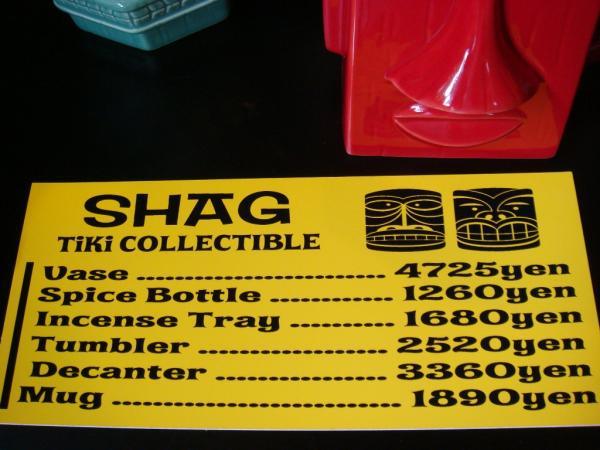 SHAG
TiKi COLLECTIBLE
Vase ........................... 4725yen
Spice Bottle ............. 1260yen
Incense Tray ........... 1680yen
Tumbler .................... 2520yen
Decanter .................. 3360yen
Mug ............................. 1890yen